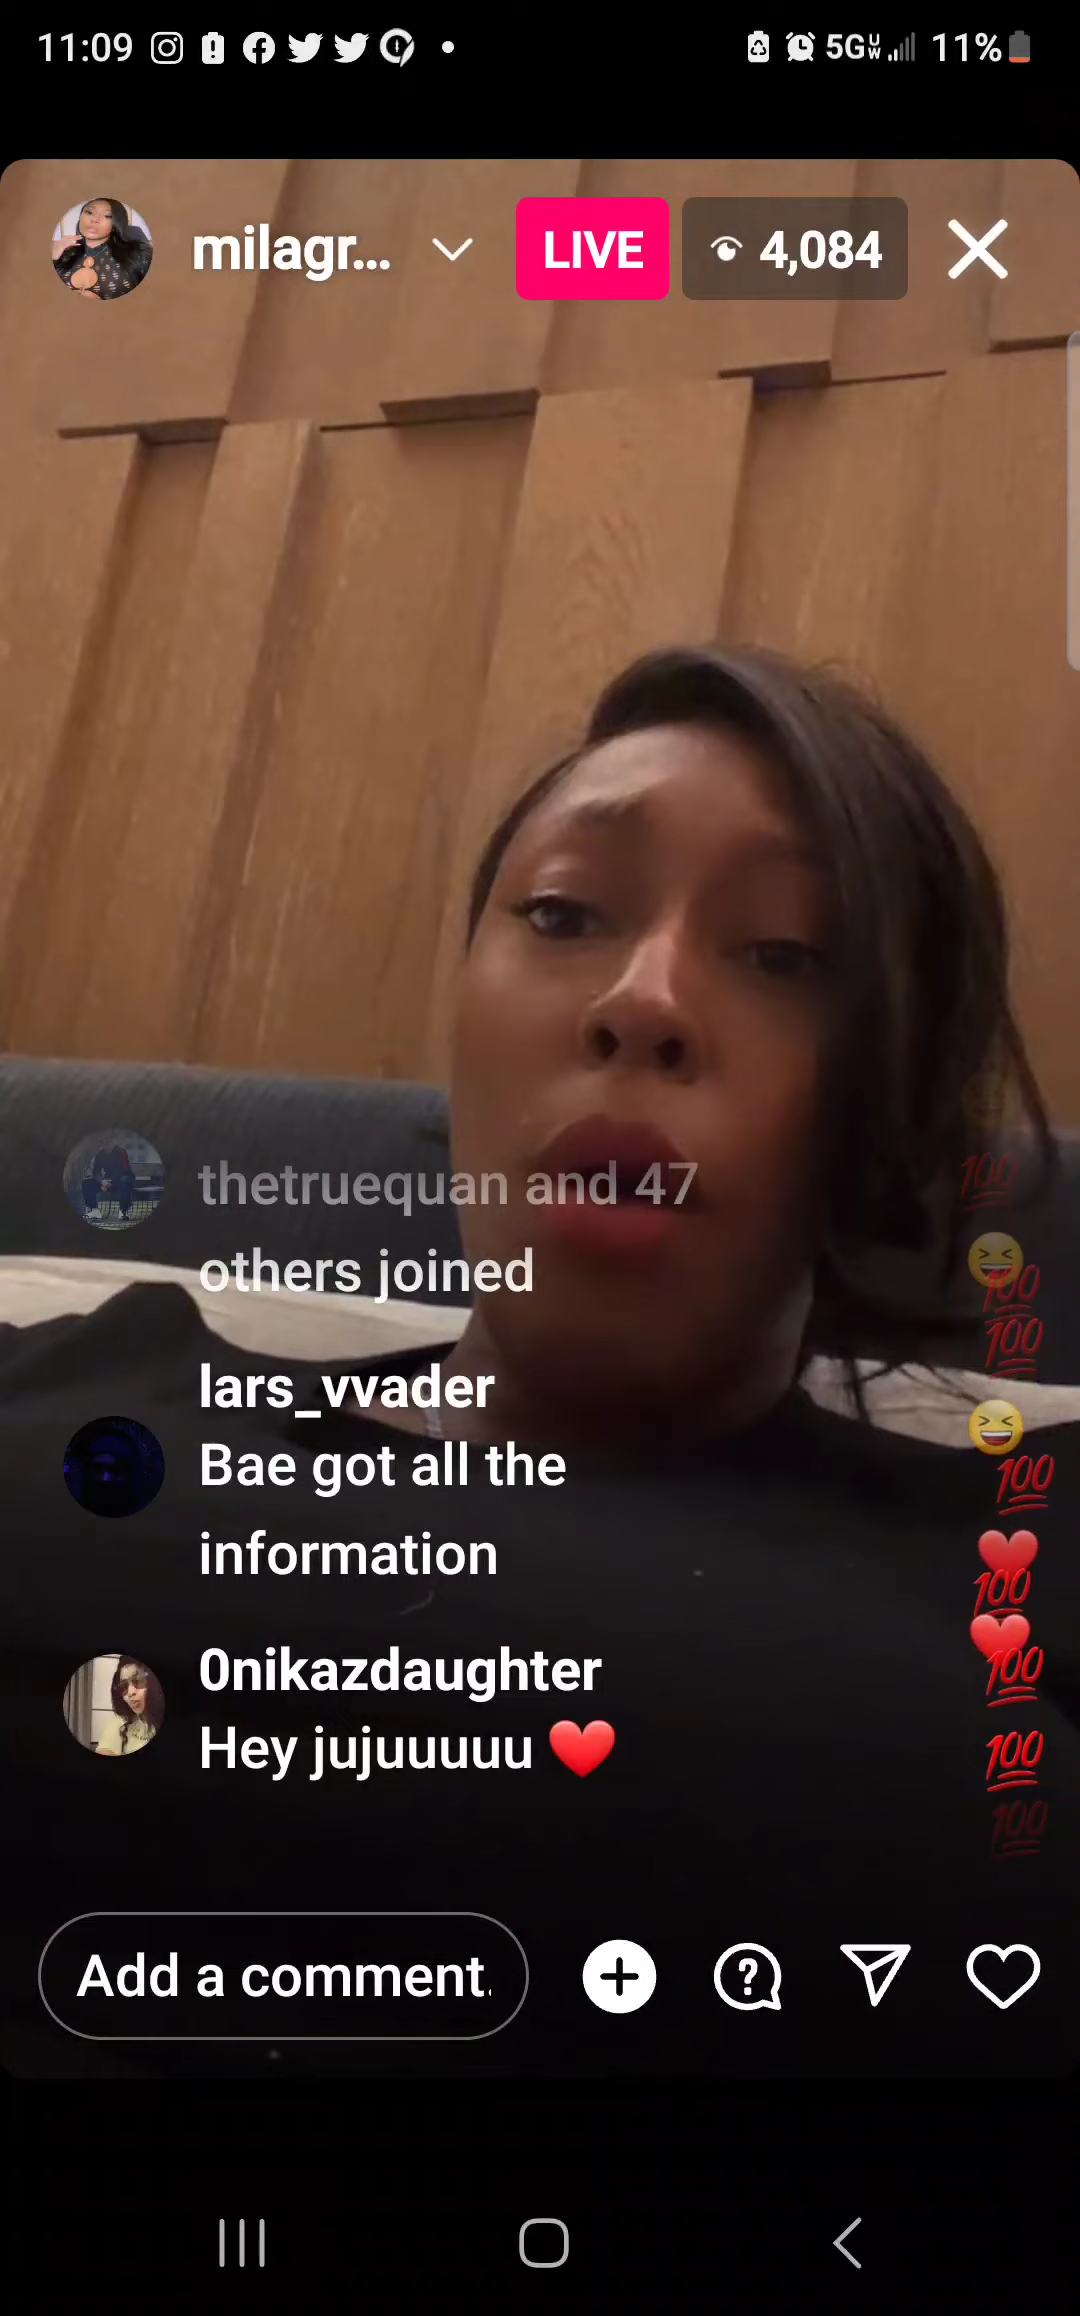 11:09 5G UW 11%
milagr... LIVE 4,084
thetruequan and 47
others joined
lars_vvader
Bae got all the
information
0nikazdaughter
Hey jujuuuuu ❤️
Add a comment.